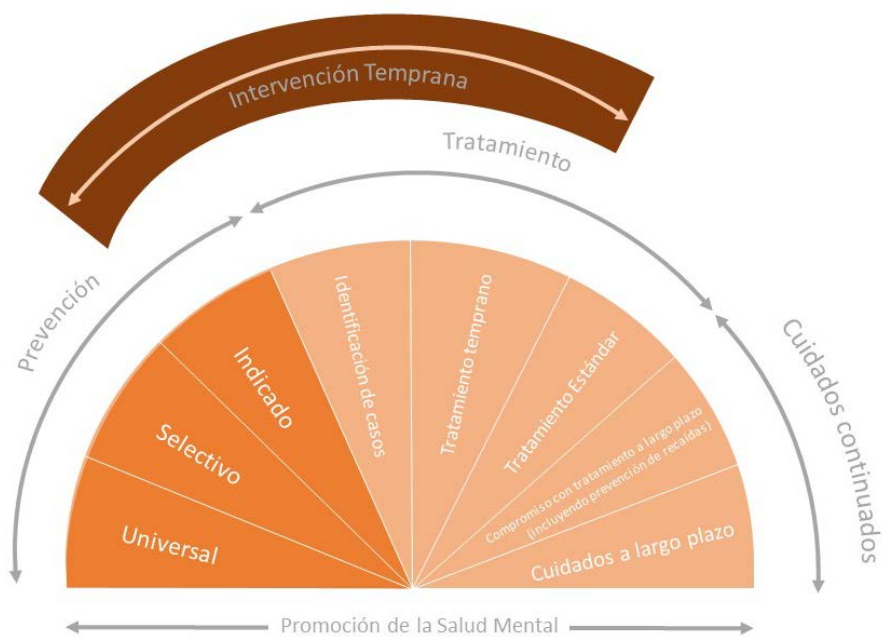 Intervención Temprana
Tratamiento
Prevención
Cuidados continuados
Universal
Selectivo
Indicado
Identificación de casos
Tratamiento temprano
Tratamiento Estándar
Compromiso con tratamiento a largo plazo
(incluyendo prevención de recaídas)
Cuidados a largo plazo
Promoción de la Salud Mental